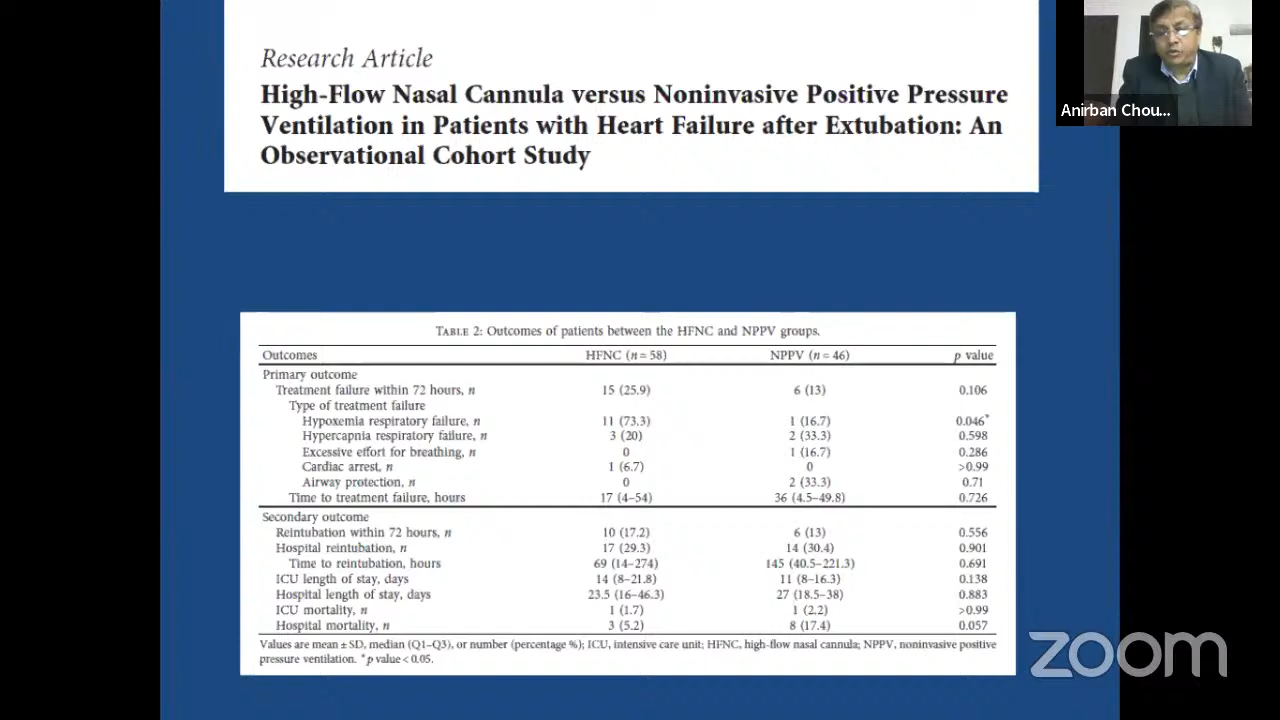 Research Article
High-Flow Nasal Cannula versus Noninvasive Positive Pressure
Ventilation in Patients with Heart Failure after Extubation: An
Observational Cohort Study
Anirban Chou...
TABLE 2: Outcomes of patients between the HFNC and NPPV groups.
Outcomes HFNC (n = 58) NPPV (n = 46) p value
Primary outcome
Treatment failure within 72 hours, n 15 (25.9) 6 (13) 0.106
Type of treatment failure
Hypoxemia respiratory failure, n 11 (73.3) 1 (16.7) 0.046*
Hypercapnia respiratory failure, n 3 (20) 2 (33.3) 0.598
Excessive effort for breathing, n 0 1 (16.7) 0.286
Cardiac arrest, n 1 (6.7) 0 >0.99
Airway protection, n 0 2 (33.3) 0.71
Time to treatment failure, hours 17 (4–54) 36 (4.5–49.8) 0.726
Secondary outcome
Reintubation within 72 hours, n 10 (17.2) 6 (13) 0.556
Hospital reintubation, n 17 (29.3) 14 (30.4) 0.901
Time to reintubation, hours 69 (14–274) 145 (40.5–221.3) 0.691
ICU length of stay, days 14 (8–21.8) 11 (8–16.3) 0.138
Hospital length of stay, days 23.5 (16–46.3) 27 (18.5–38) 0.883
ICU mortality, n 1 (1.7) 1 (2.2) >0.99
Hospital mortality, n 3 (5.2) 8 (17.4) 0.057
Values are mean ± SD, median (Q1–Q3), or number (percentage %); ICU, intensive care unit; HFNC, high-flow nasal cannula; NPPV, noninvasive positive
pressure ventilation. *p value < 0.05.
zoom